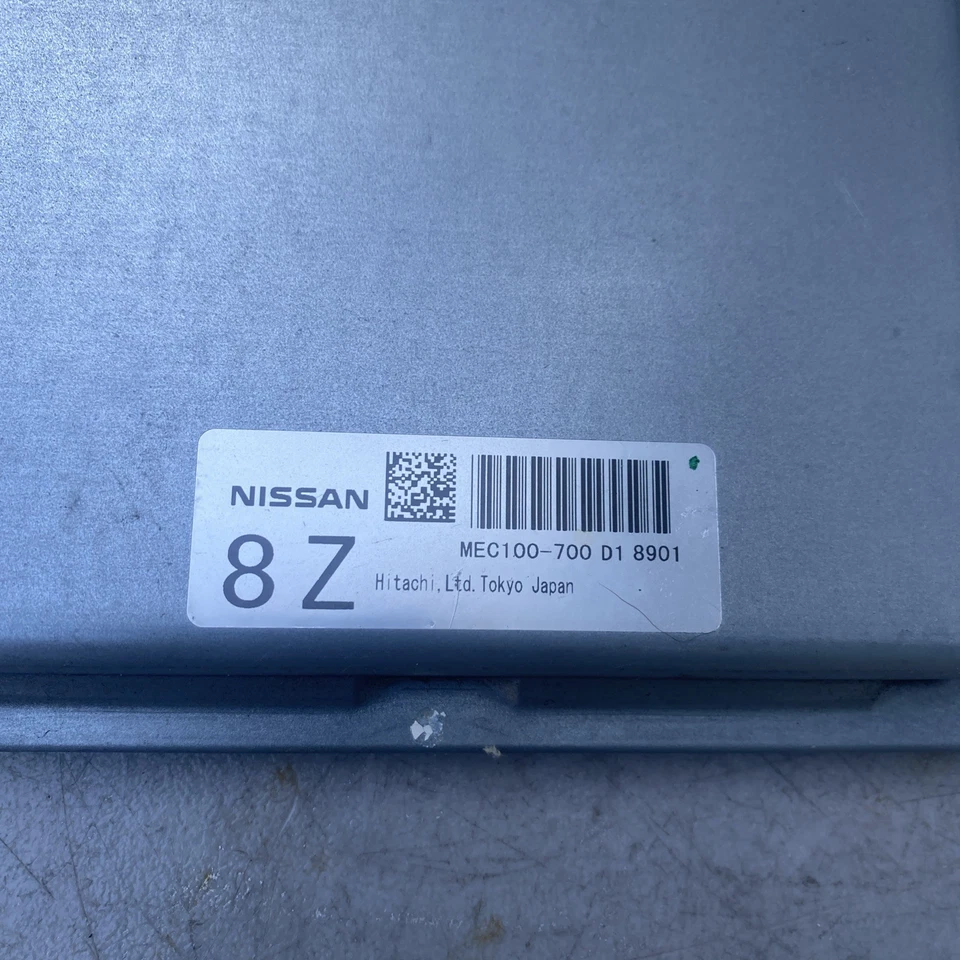 NISSAN
MEC100-700 D1 8901
8Z
Hitachi,Ltd.Tokyo Japan